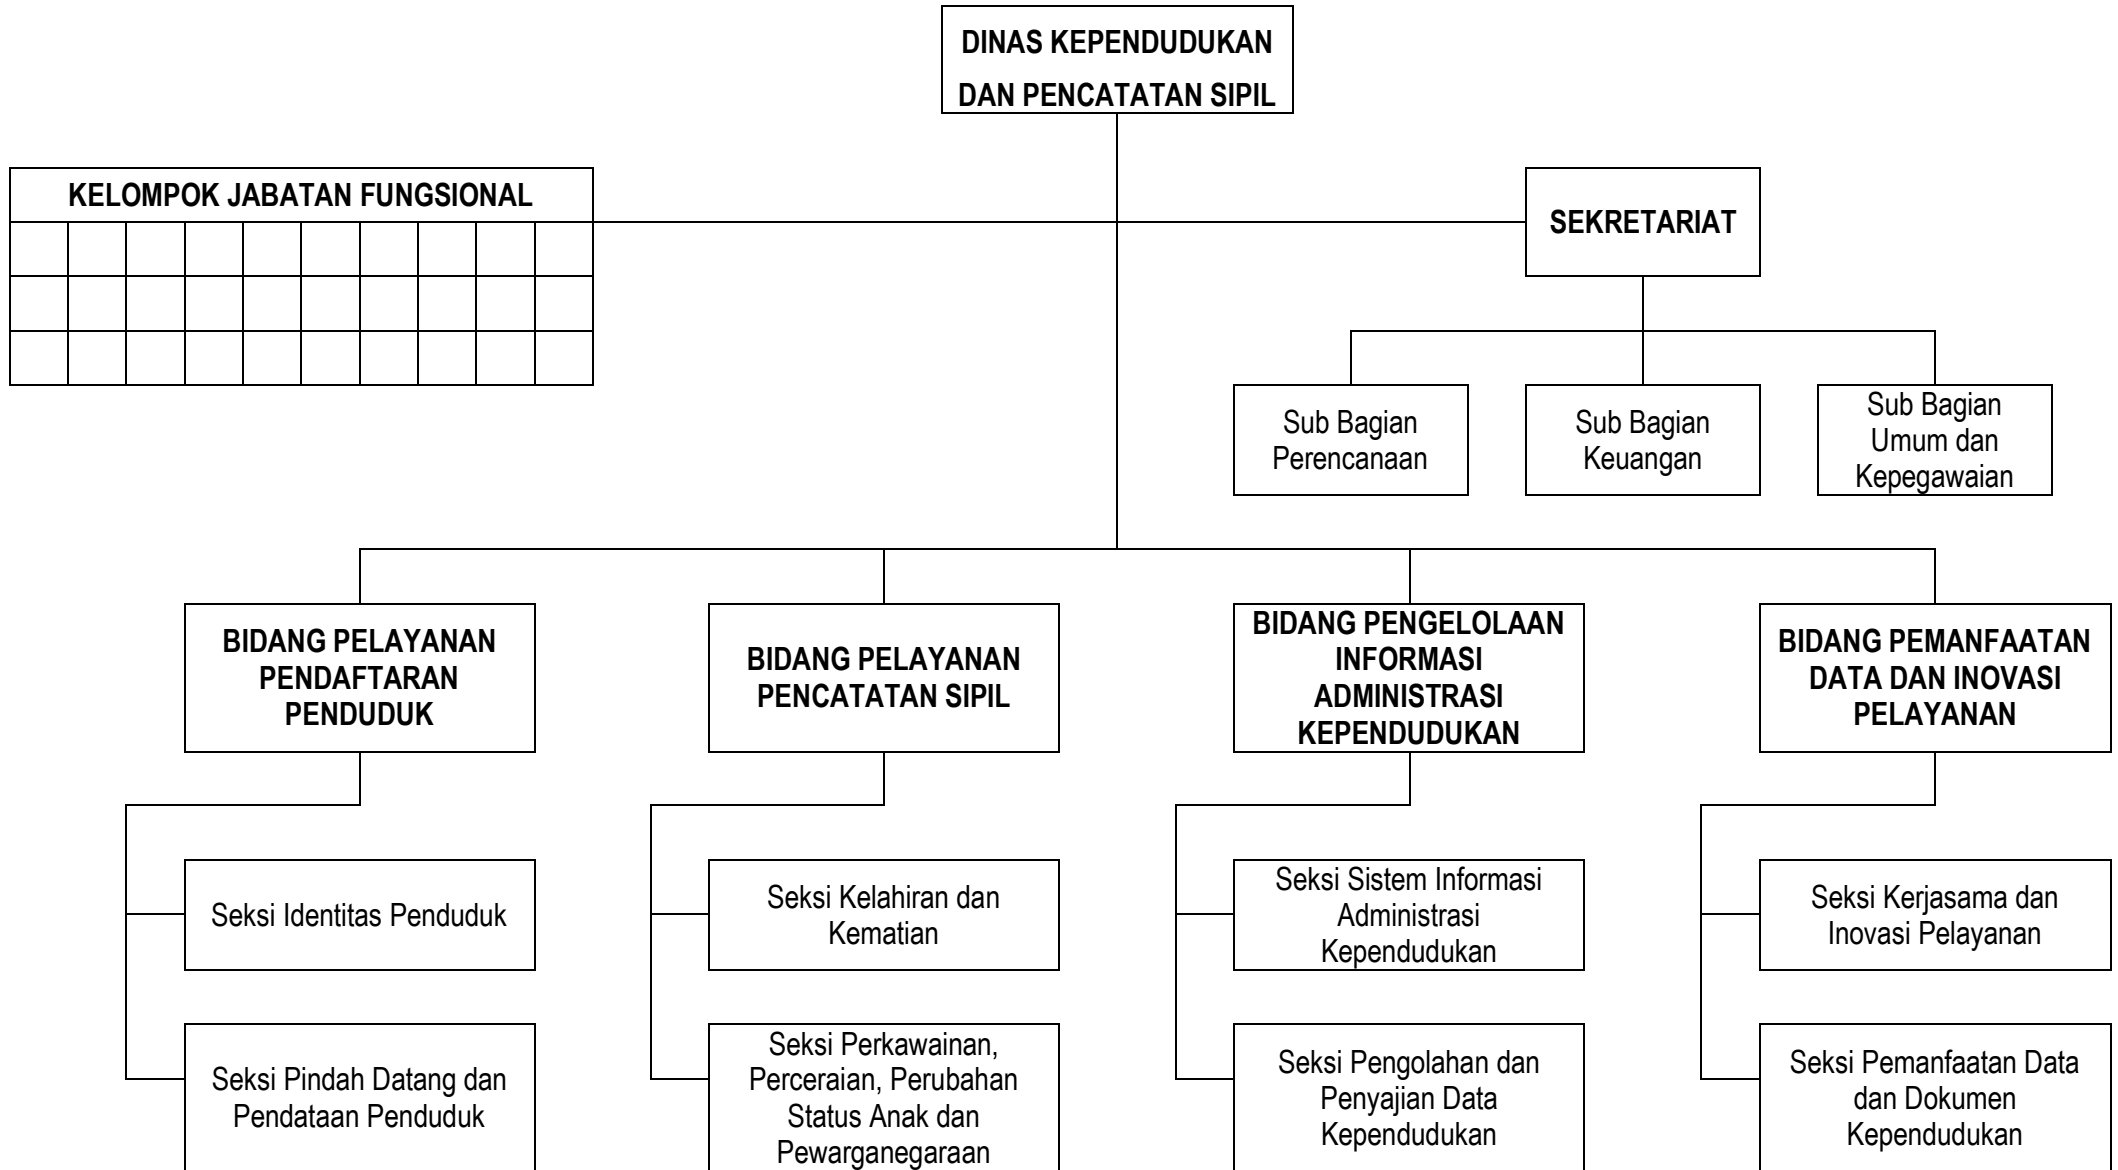 DINAS KEPENDUDUKAN
DAN PENCATATAN SIPIL
KELOMPOK JABATAN FUNGSIONAL
SEKRETARIAT
Sub Bagian
Perencanaan
Sub Bagian
Keuangan
Sub Bagian
Umum dan
Kepegawaian
BIDANG PELAYANAN
PENDAFTARAN
PENDUDUK
BIDANG PELAYANAN
PENCATATAN SIPIL
BIDANG PENGELOLAAN
INFORMASI
ADMINISTRASI
KEPENDUDUKAN
BIDANG PEMANFAATAN
DATA DAN INOVASI
PELAYANAN
Seksi Identitas Penduduk
Seksi Kelahiran dan
Kematian
Seksi Sistem Informasi
Administrasi
Kependudukan
Seksi Kerjasama dan
Inovasi Pelayanan
Seksi Pindah Datang dan
Pendataan Penduduk
Seksi Perkawainan,
Perceraian, Perubahan
Status Anak dan
Pewarganegaraan
Seksi Pengolahan dan
Penyajian Data
Kependudukan
Seksi Pemanfaatan Data
dan Dokumen
Kependudukan